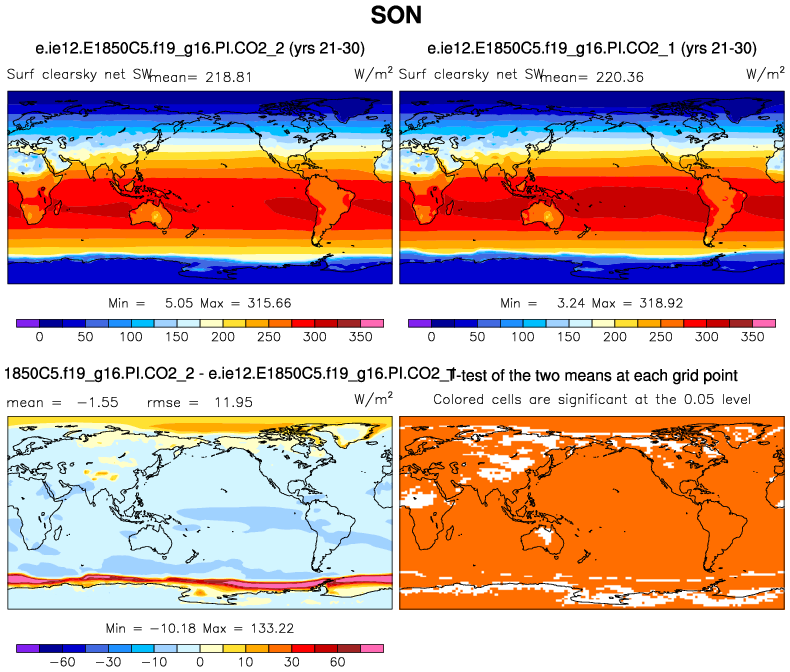 SON
e.ie12.E1850C5.f19_g16.PI.CO2_2 (yrs 21-30)
Surf clearsky net SW mean= 218.81 W/m2
Min = 5.05 Max = 315.66
0 50 100 150 200 250 300 350
e.ie12.E1850C5.f19_g16.PI.CO2_1 (yrs 21-30)
Surf clearsky net SW mean= 220.36 W/m2
Min = 3.24 Max = 318.92
0 50 100 150 200 250 300 350
1850C5.f19_g16.PI.CO2_2 - e.ie12.E1850C5.f19_g16.PI.CO2_1
mean = -1.55 rmse = 11.95 W/m2
Min = -10.18 Max = 133.22
-60 -30 -10 0 10 30 60
T-test of the two means at each grid point
Colored cells are significant at the 0.05 level